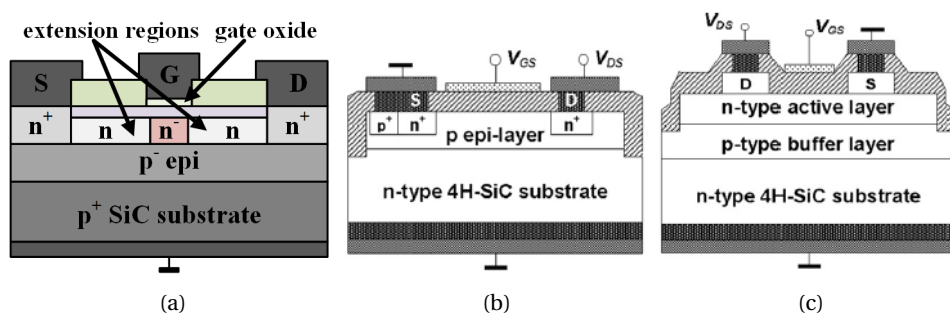 extension regions gate oxide
S G D
n+ n n- n n+
p- epi
p+ SiC substrate
(a)
VGS VDS
S D
p+ n+ n+
p epi-layer
n-type 4H-SiC substrate
(b)
VDS VGS
D S
n-type active layer
p-type buffer layer
n-type 4H-SiC substrate
(c)